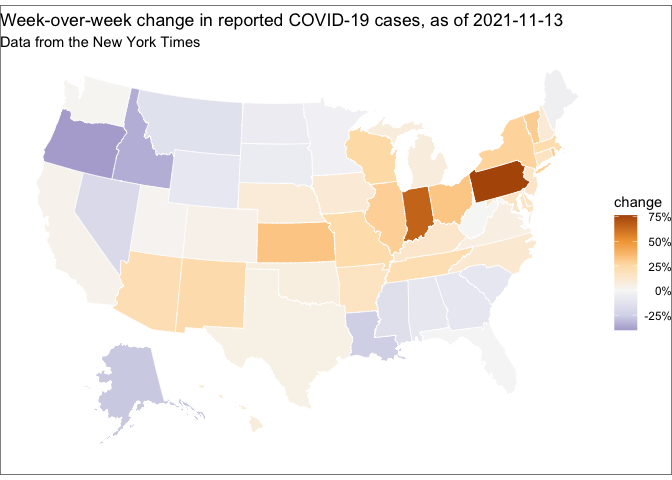 Week-over-week change in reported COVID-19 cases, as of 2021-11-13
Data from the New York Times
change
75%
50%
25%
0%
-25%